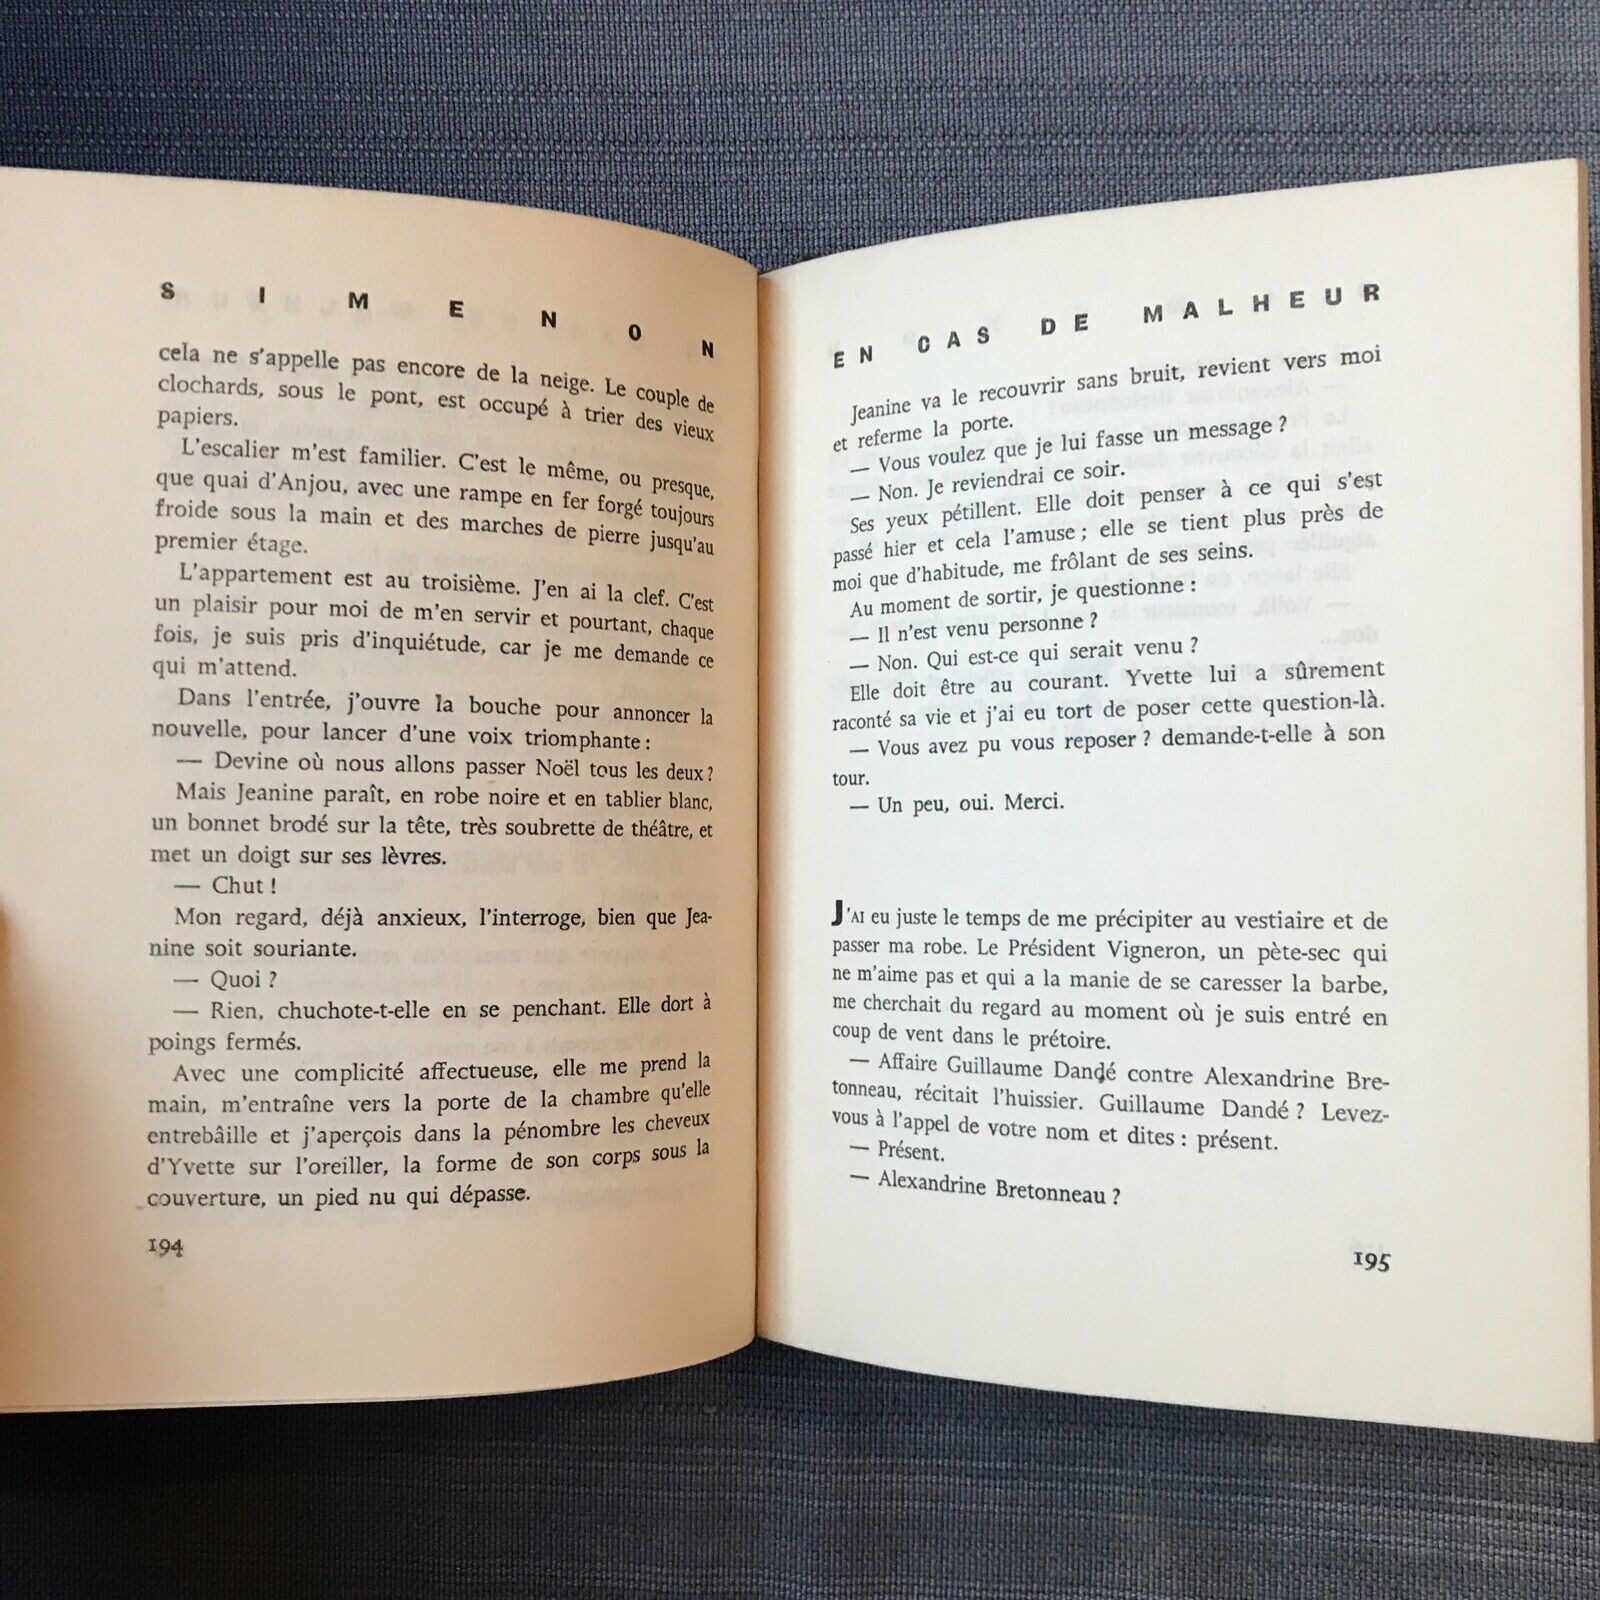 SIMENON
cela ne s'appelle pas encore de la neige. Le couple de
clochards, sous le pont, est occupé à trier des vieux
papiers.
L'escalier m'est familier. C'est le même, ou presque,
que quai d'Anjou, avec une rampe en fer forgé toujours
froide sous la main et des marches de pierre jusqu'au
premier étage.
L'appartement est au troisième. J'en ai la clef. C'est
un plaisir pour moi de m'en servir et pourtant, chaque
fois, je suis pris d'inquiétude, car je me demande ce
qui m'attend.
Dans l'entrée, j'ouvre la bouche pour annoncer la
nouvelle, pour lancer d'une voix triomphante :
— Devine où nous allons passer Noël tous les deux ?
Mais Jeanine paraît, en robe noire et en tablier blanc,
un bonnet brodé sur la tête, très soubrette de théâtre, et
met un doigt sur ses lèvres.
— Chut !
Mon regard, déjà anxieux, l'interroge, bien que Jea-
nine soit souriante.
— Quoi ?
— Rien, chuchote-t-elle en se penchant. Elle dort à
poings fermés.
Avec une complicité affectueuse, elle me prend la
main, m'entraîne vers la porte de la chambre qu'elle
entrebâille et j'aperçois dans la pénombre les cheveux
d'Yvette sur l'oreiller, la forme de son corps sous la
couverture, un pied nu qui dépasse.
194
EN CAS DE MALHEUR
Jeanine va le recouvrir sans bruit, revient vers moi
et referme la porte.
— Vous voulez que je lui fasse un message ?
— Non. Je reviendrai ce soir.
Ses yeux pétillent. Elle doit penser à ce qui s'est
passé hier et cela l'amuse ; elle se tient plus près de
moi que d'habitude, me frôlant de ses seins.
Au moment de sortir, je questionne :
— Il n'est venu personne ?
— Non. Qui est-ce qui serait venu ?
Elle doit être au courant. Yvette lui a sûrement
raconté sa vie et j'ai eu tort de poser cette question-là.
— Vous avez pu vous reposer ? demande-t-elle à son
tour.
— Un peu, oui. Merci.
J'AI eu juste le temps de me précipiter au vestiaire et de
passer ma robe. Le Président Vigneron, un pète-sec qui
ne m'aime pas et qui a la manie de se caresser la barbe,
me cherchait du regard au moment où je suis entré en
coup de vent dans le prétoire.
— Affaire Guillaume Dandé contre Alexandrine Bre-
tonneau, récitait l'huissier. Guillaume Dandé ? Levez-
vous à l'appel de votre nom et dites : présent.
— Présent.
— Alexandrine Bretonneau ?
195